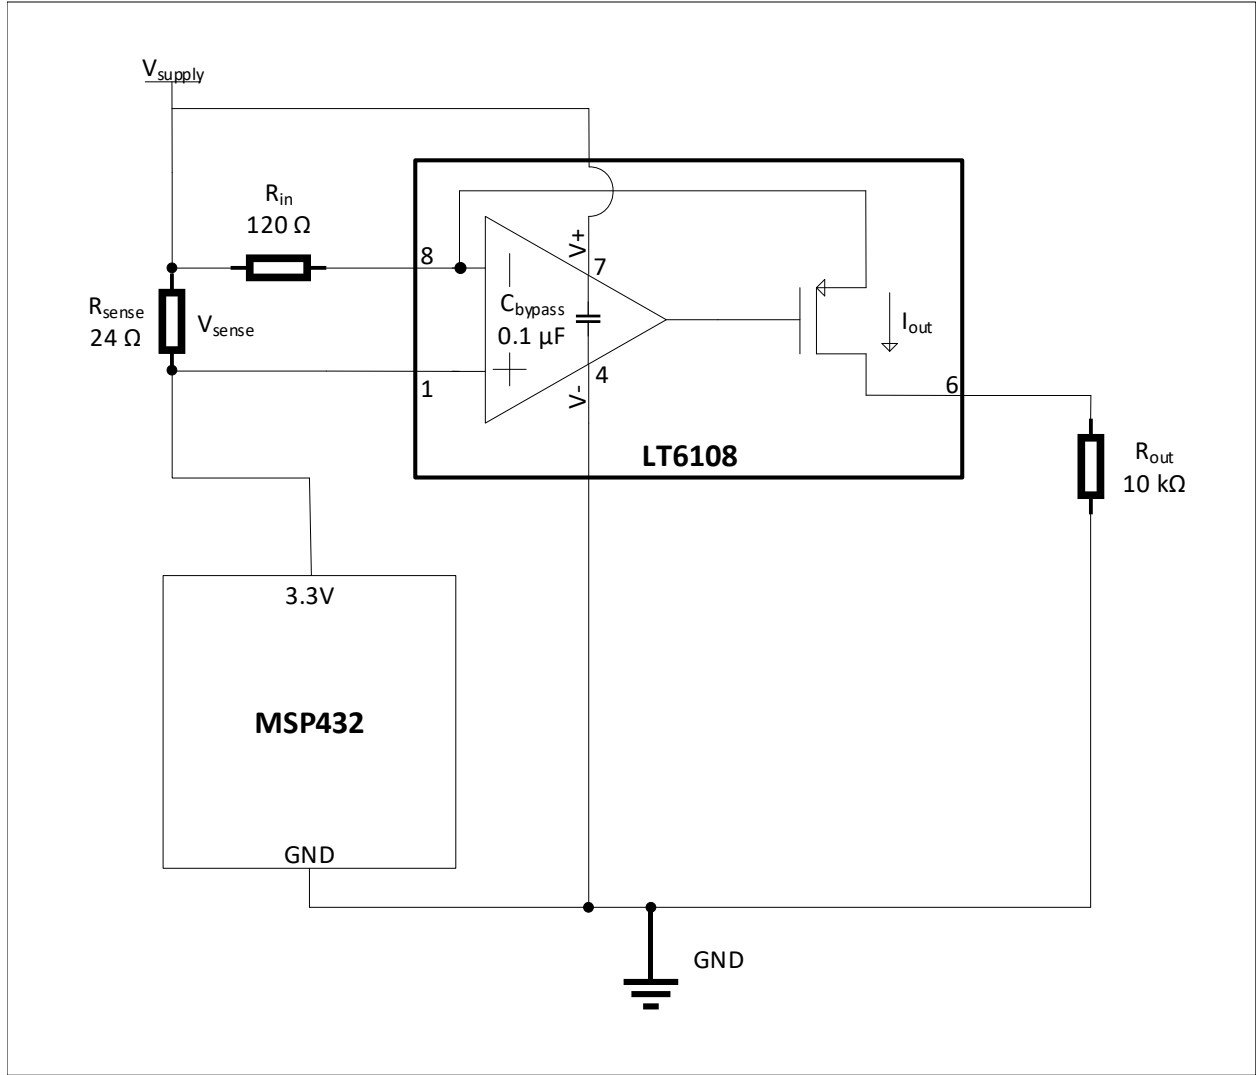 Vsupply
Rin
120 Ω
8
V+
7
Rsense
24 Ω
Vsense
Cbypass
0.1 µF
Iout
1
4
V-
6
LT6108
Rout
10 kΩ
3.3V
MSP432
GND
GND